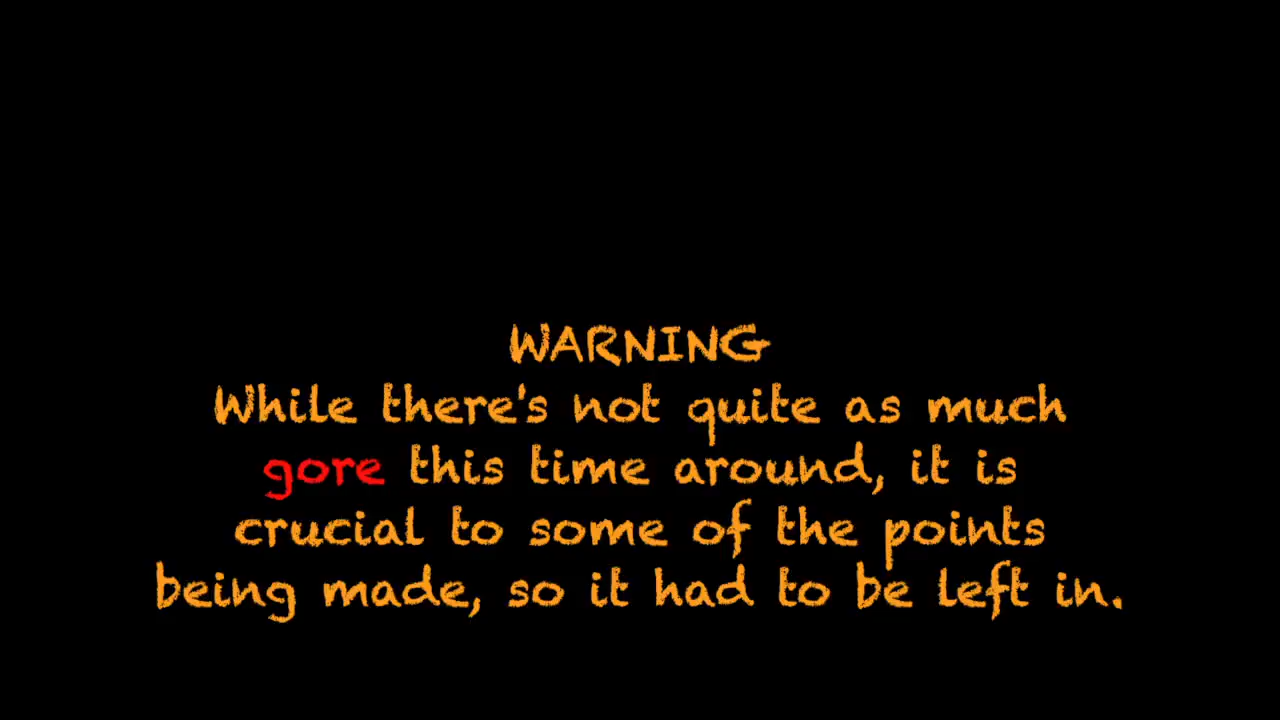 WARNING
While there's not quite as much
gore this time around, it is
crucial to some of the points
being made, so it had to be left in.